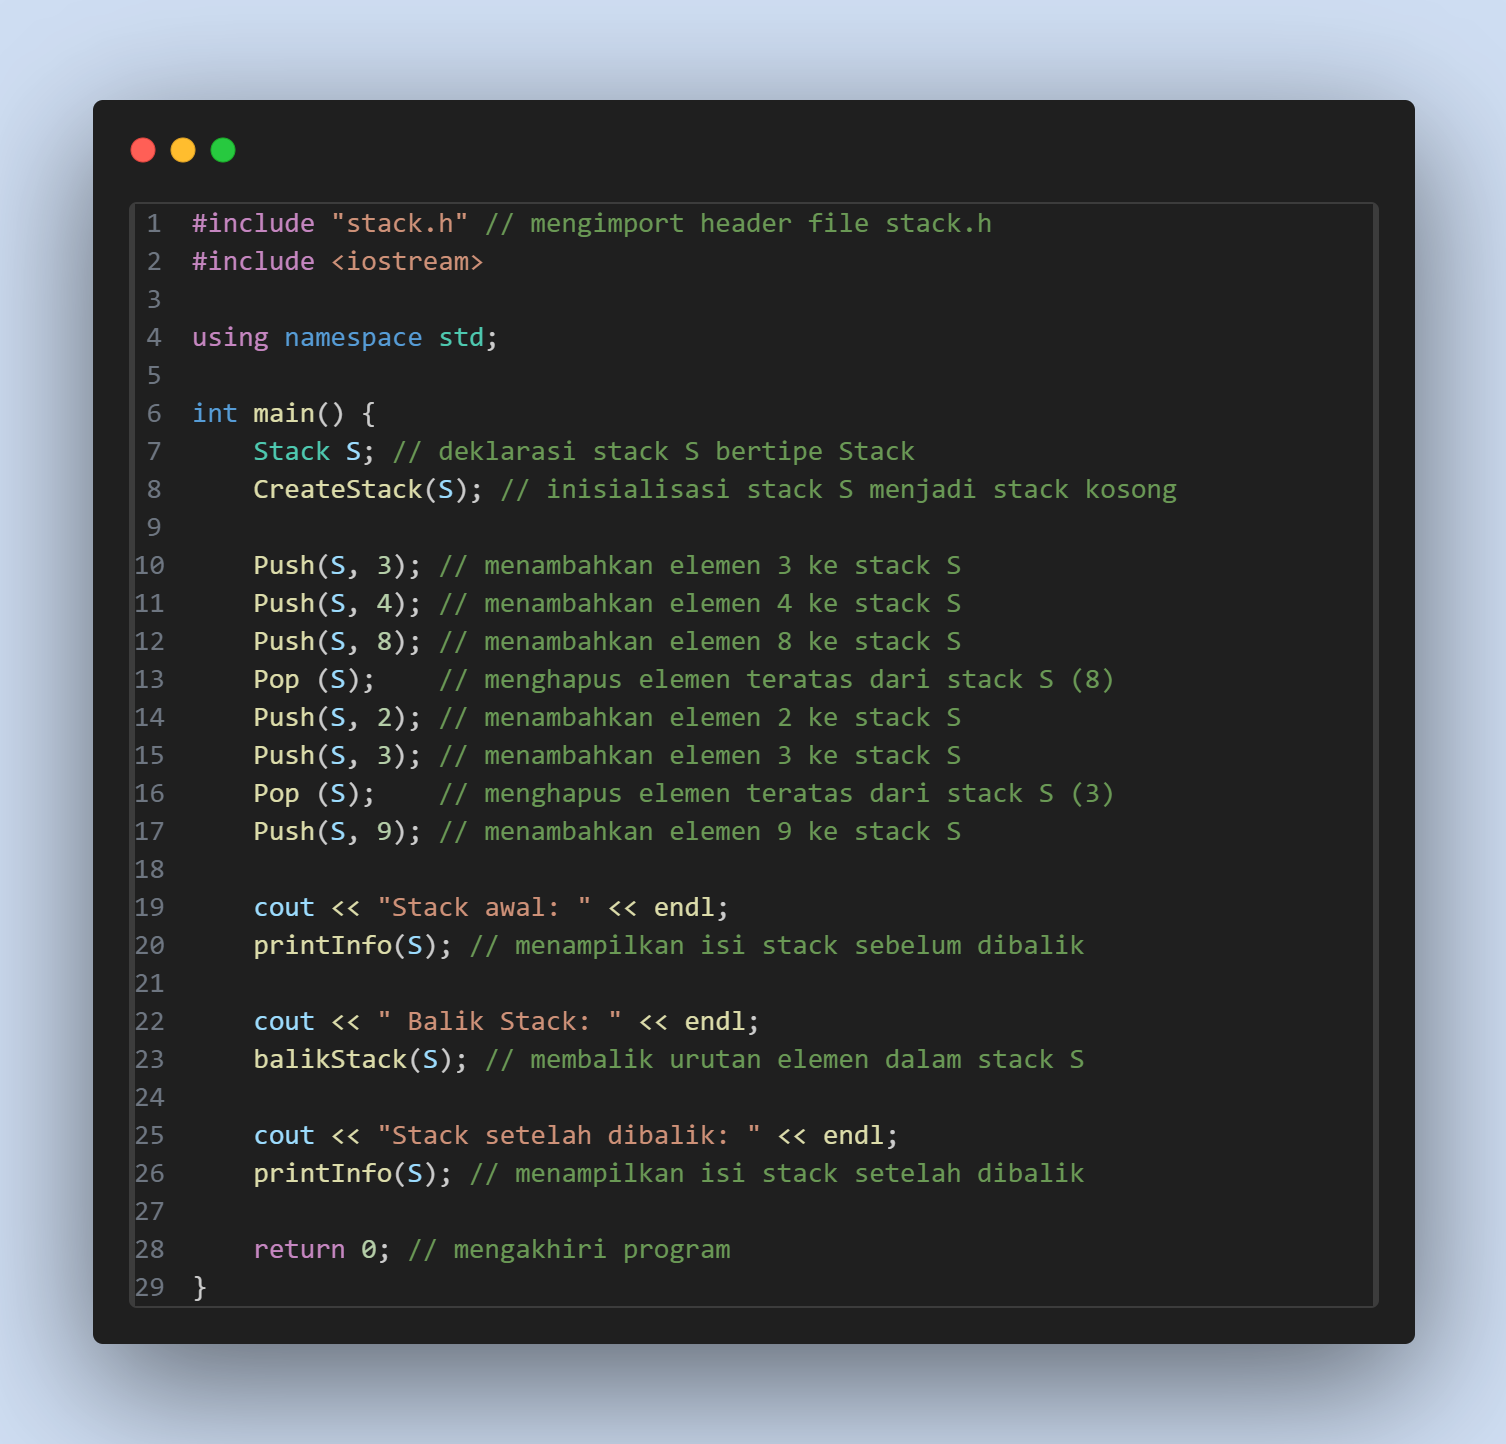 1 #include "stack.h" // mengimport header file stack.h
2 #include <iostream>
3
4 using namespace std;
5
6 int main() {
7     Stack S; // deklarasi stack S bertipe Stack
8     CreateStack(S); // inisialisasi stack S menjadi stack kosong
9
10     Push(S, 3); // menambahkan elemen 3 ke stack S
11     Push(S, 4); // menambahkan elemen 4 ke stack S
12     Push(S, 8); // menambahkan elemen 8 ke stack S
13     Pop (S);    // menghapus elemen teratas dari stack S (8)
14     Push(S, 2); // menambahkan elemen 2 ke stack S
15     Push(S, 3); // menambahkan elemen 3 ke stack S
16     Pop (S);    // menghapus elemen teratas dari stack S (3)
17     Push(S, 9); // menambahkan elemen 9 ke stack S
18
19     cout << "Stack awal: " << endl;
20     printInfo(S); // menampilkan isi stack sebelum dibalik
21
22     cout << " Balik Stack: " << endl;
23     balikStack(S); // membalik urutan elemen dalam stack S
24
25     cout << "Stack setelah dibalik: " << endl;
26     printInfo(S); // menampilkan isi stack setelah dibalik
27
28     return 0; // mengakhiri program
29 }